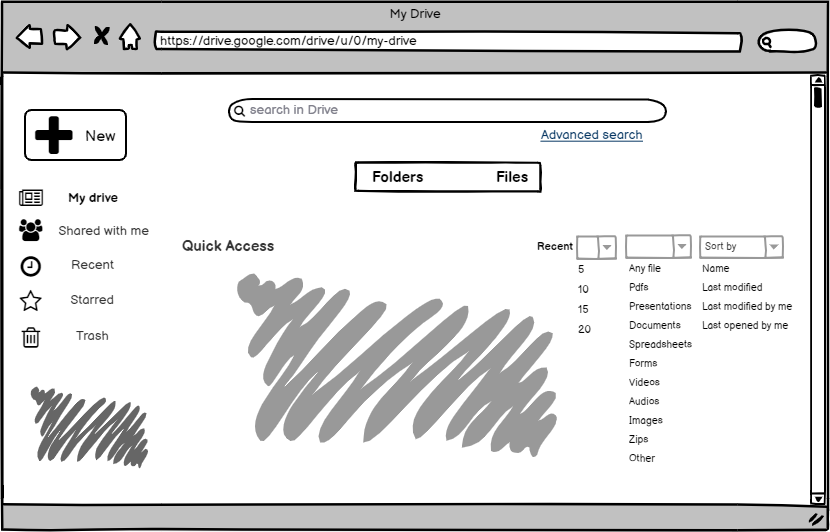 My Drive
https://drive.google.com/drive/u/0/my-drive
search in Drive
Advanced search
New
Folders Files
My drive
Shared with me
Recent
Starred
Trash
Quick Access
Recent
5
10
15
20
Any file
Pdfs
Presentations
Documents
Spreadsheets
Forms
Videos
Audios
Images
Zips
Other
Sort by
Name
Last modified
Last modified by me
Last opened by me